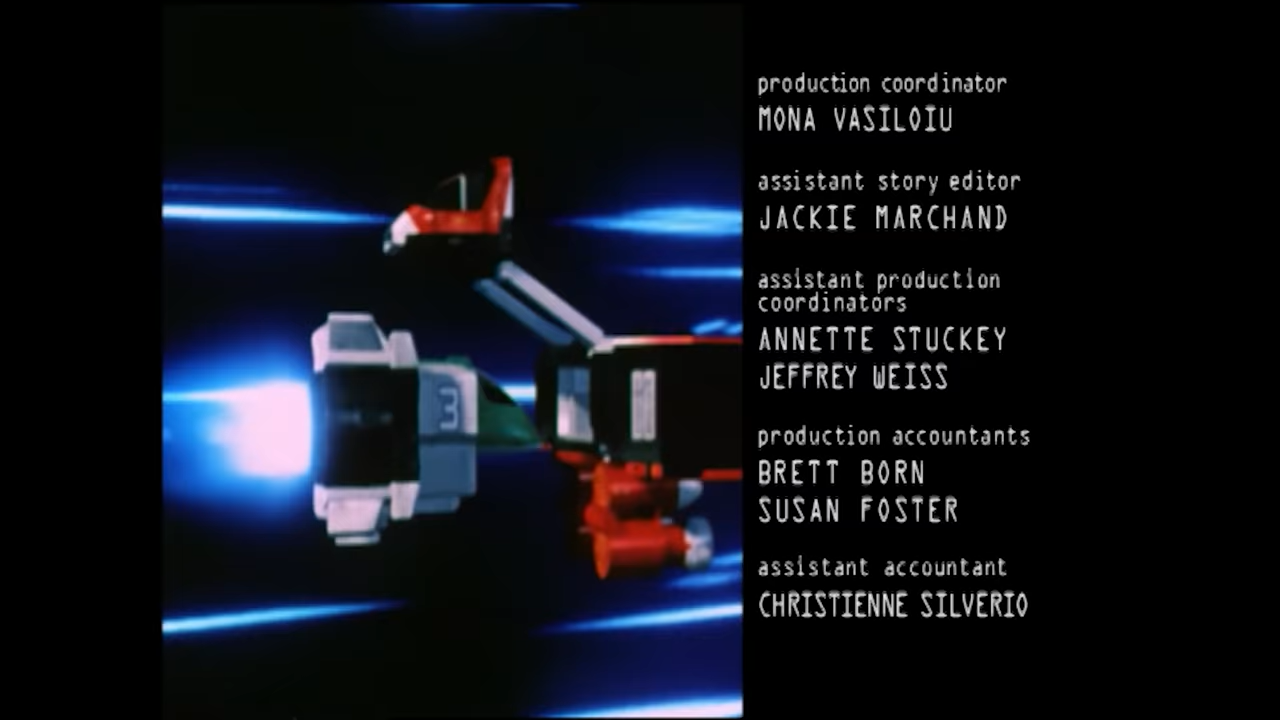 production coordinator
MONA VASILOIU
assistant story editor
JACKIE MARCHAND
assistant production
coordinators
ANNETTE STUCKEY
JEFFREY WEISS
production accountants
BRETT BORN
SUSAN FOSTER
assistant accountant
CHRISTIENNE SILVERIO
3